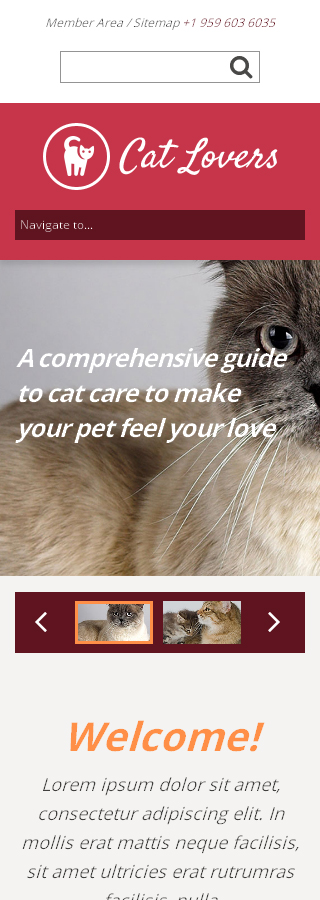 Member Area / Sitemap +1 959 603 6035
Cat Lovers
Navigate to...
A comprehensive guide
to cat care to make
your pet feel your love
Welcome!
Lorem ipsum dolor sit amet,
consectetur adipiscing elit. In
mollis erat mattis neque facilisis,
sit amet ultricies erat rutrumras
facilisis, nulla